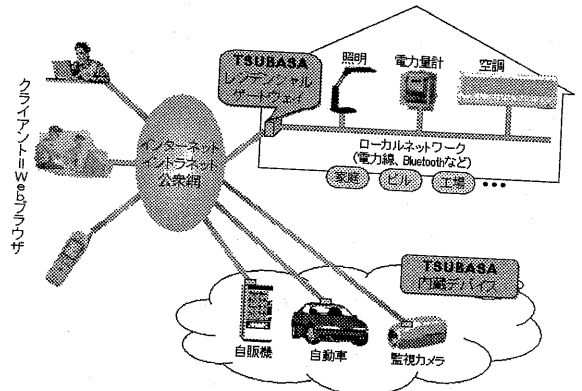 クライアント=Webブラウザ
インターネット
イントラネット
公衆網
TSUBASA
レジデンシャル
ゲートウェイ
照明
電力量計
空調
ローカルネットワーク
(電力線、Bluetoothなど)
家庭
ビル
工場
•••
TSUBASA
内蔵デバイス
自販機
自動車
監視カメラ